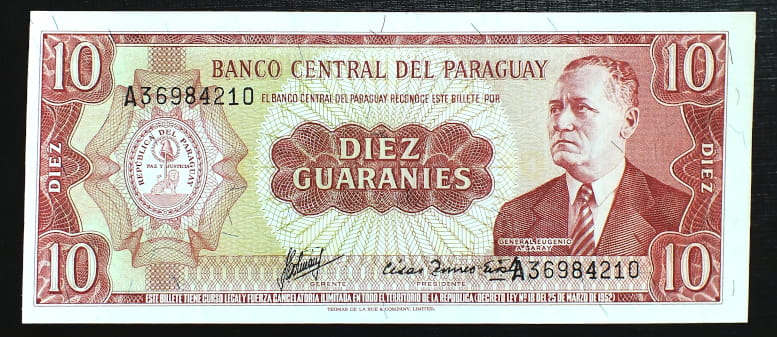 10 10
BANCO CENTRAL DEL PARAGUAY
A36984210 EL BANCO CENTRAL DEL PARAGUAY RECONOCE ESTE BILLETE POR
REPUBLICA DEL PARAGUAY
PAZ Y JUSTICIA
DIEZ
GUARANIES
DIEZ DIEZ
GENERAL EUGENIO
A. GARAY
A36984210
GERENTE PRESIDENTE
10 10
ESTE BILLETE TIENE CURSO LEGAL Y FUERZA CANCELATORIA ILIMITADA EN TODO EL TERRITORIO DE LA REPUBLICA (DECRETO LEY Nº 18 DEL 25 DE MARZO DE 1952)
THOMAS DE LA RUE & COMPANY, LIMITED.